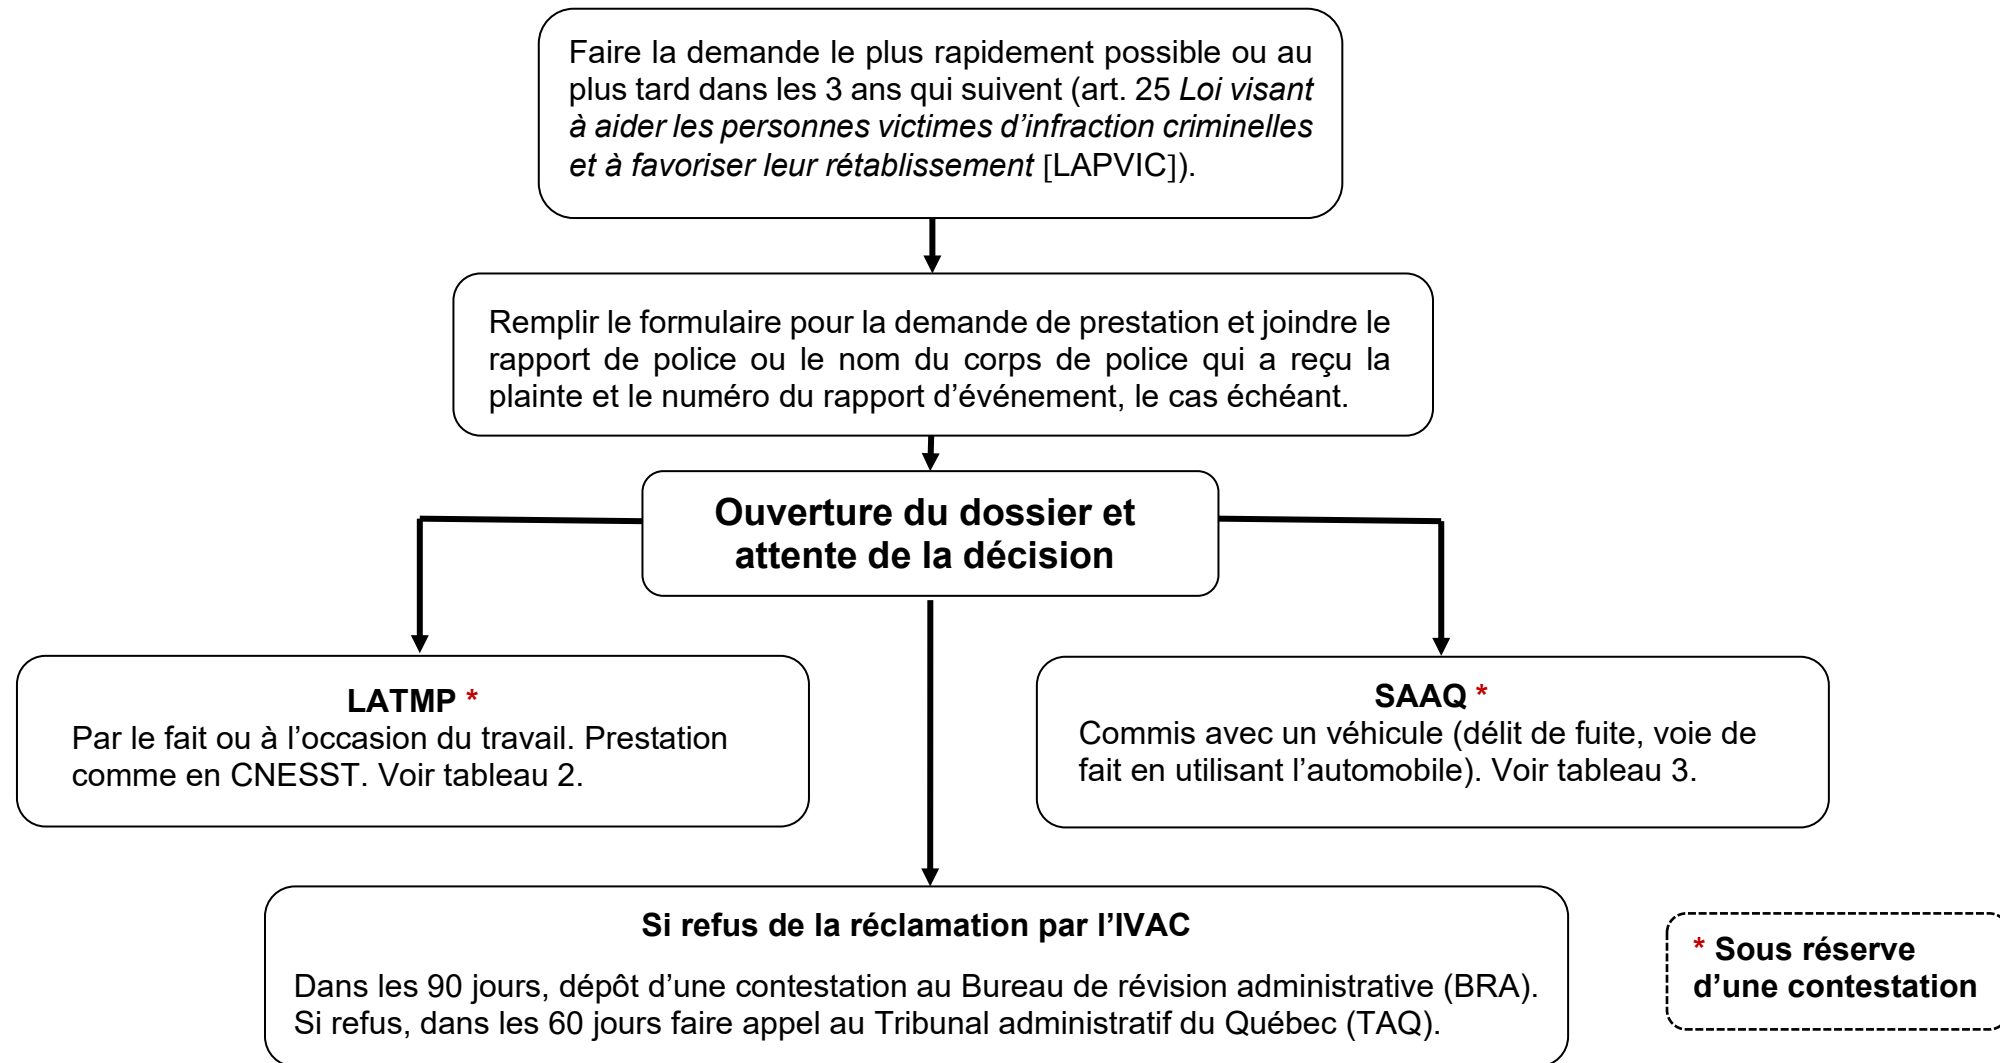 Faire la demande le plus rapidement possible ou au
plus tard dans les 3 ans qui suivent (art. 25 Loi visant
à aider les personnes victimes d’infraction criminelles
et à favoriser leur rétablissement [LAPVIC]).
Remplir le formulaire pour la demande de prestation et joindre le
rapport de police ou le nom du corps de police qui a reçu la
plainte et le numéro du rapport d’événement, le cas échéant.
Ouverture du dossier et
attente de la décision
LATMP *
Par le fait ou à l’occasion du travail. Prestation
comme en CNESST. Voir tableau 2.
SAAQ *
Commis avec un véhicule (délit de fuite, voie de
fait en utilisant l’automobile). Voir tableau 3.
Si refus de la réclamation par l’IVAC
Dans les 90 jours, dépôt d’une contestation au Bureau de révision administrative (BRA).
Si refus, dans les 60 jours faire appel au Tribunal administratif du Québec (TAQ).
* Sous réserve
d’une contestation